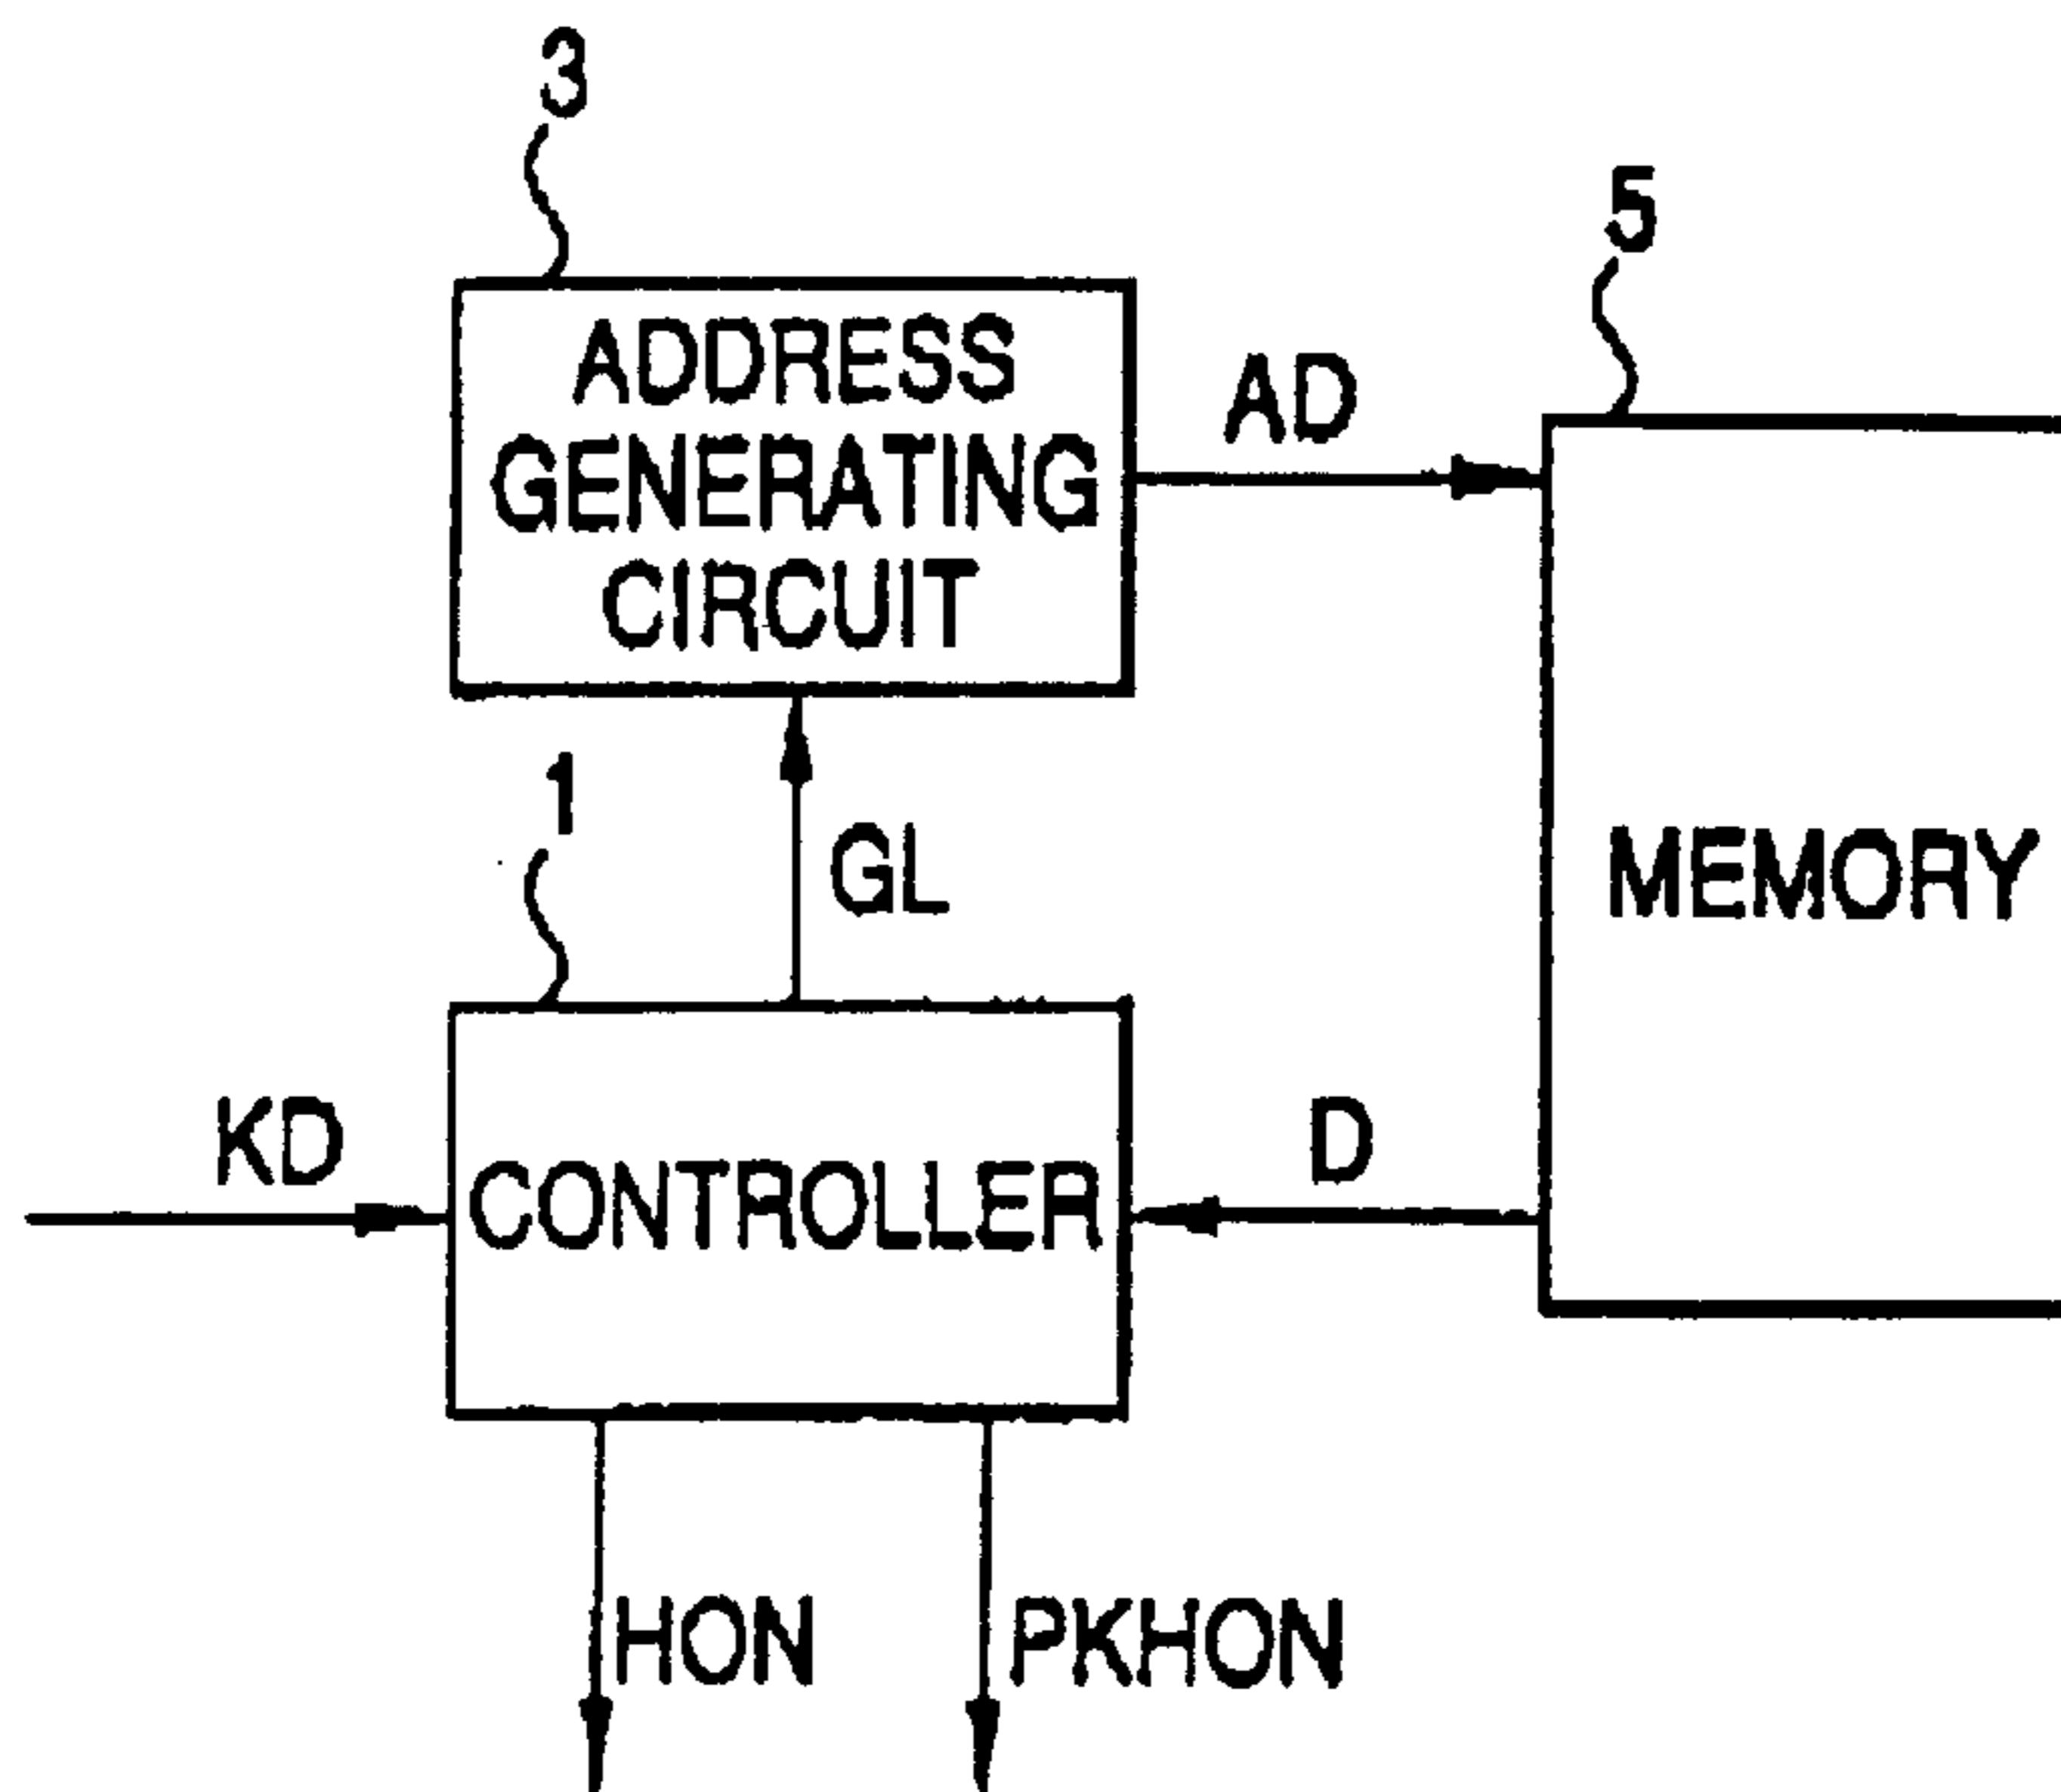 3
5
ADDRESS
GENERATING
CIRCUIT
AD
1
GL
MEMORY
KD
CONTROLLER
D
HON
PKHON